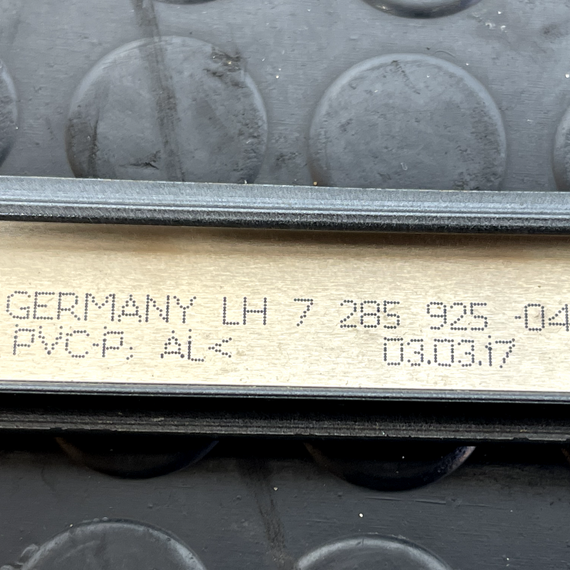 GERMANY LH 7 285 925 -04
PVC-P; AL<
03.03.17